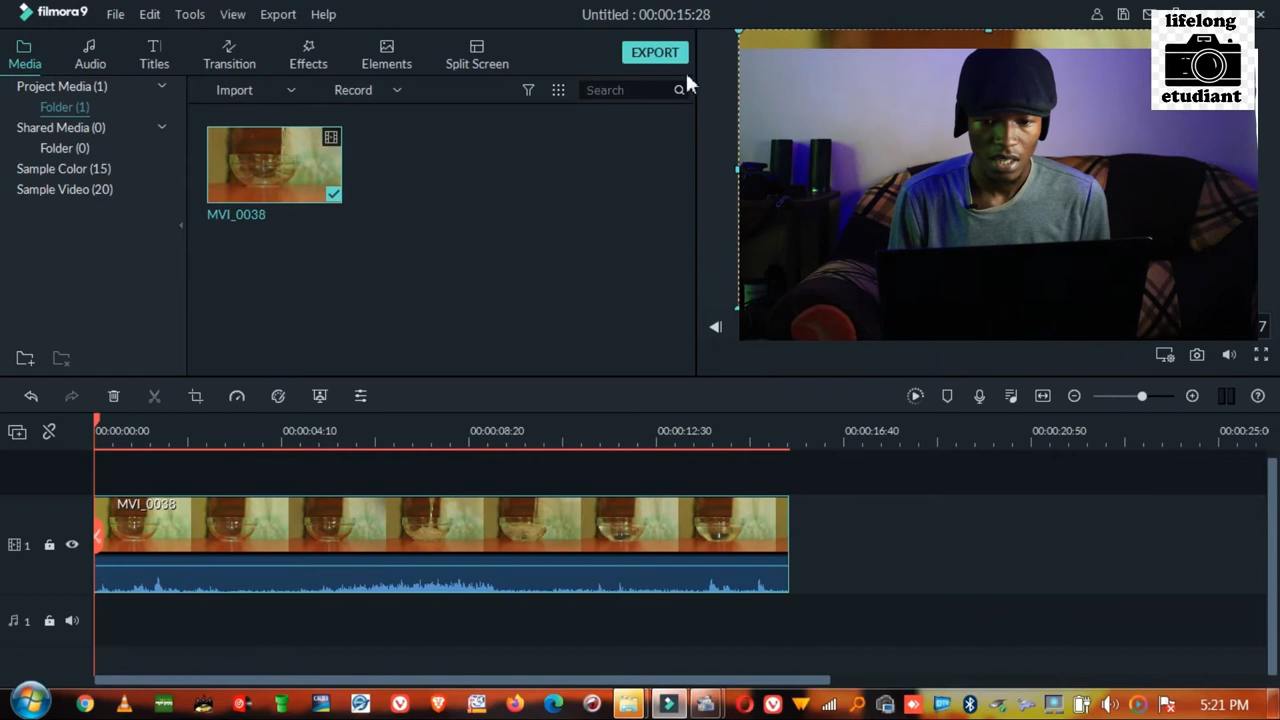 filmora9 File Edit Tools View Export Help Untitled : 00:00:15:28
lifelong
etudiant
Media Audio Titles Transition Effects Elements Split Screen EXPORT
Project Media (1)
Folder (1)
Shared Media (0)
Folder (0)
Sample Color (15)
Sample Video (20)
Import Record Search
MVI_0038
7
00:00:00:00 00:00:04:10 00:00:08:20 00:00:12:30 00:00:16:40 00:00:20:50 00:00:25:0
MVI_0038
1
1
5:21 PM